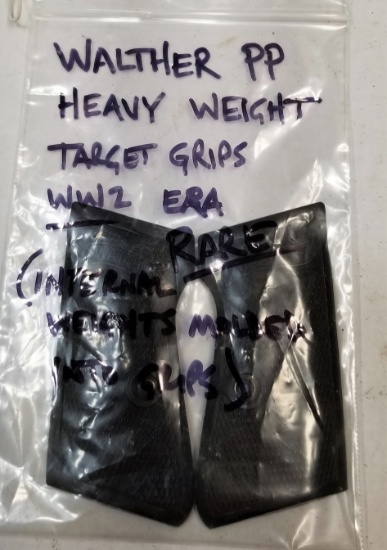 WALTHER PP
HEAVY WEIGHT
TARGET GRIPS
WW2 ERA
RARE
(INTERNAL
WEIGHTS MOLDED
INTO GRIPS)